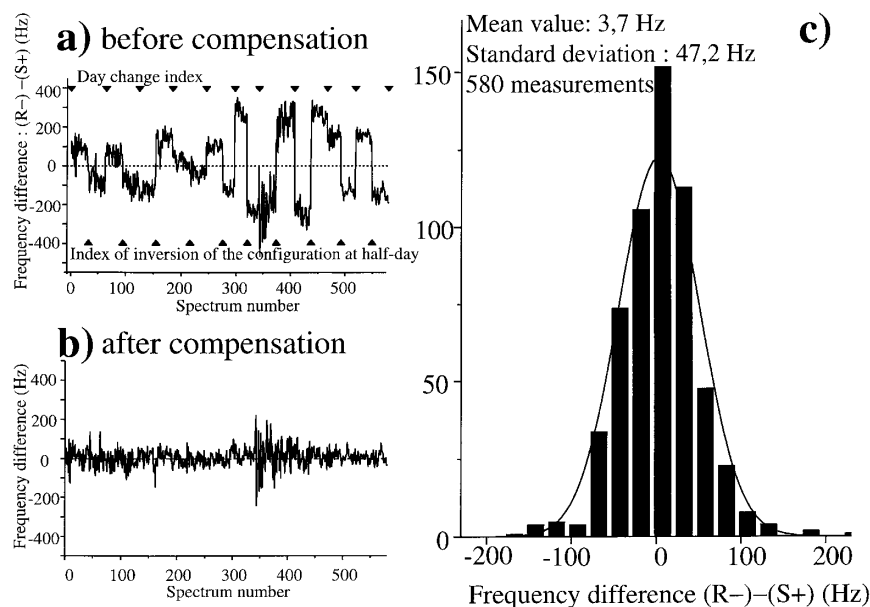 a) before compensation
Day change index
Frequency difference : (R−) −(S+) (Hz)
400
200
0
-200
-400
Index of inversion of the configuration at half-day
0 100 200 300 400 500
Spectrum number
b) after compensation
Frequency difference (Hz)
400
200
0
-200
-400
0 100 200 300 400 500
Spectrum number
c)
Mean value: 3,7 Hz
Standard deviation : 47,2 Hz
580 measurements
150
100
50
0
-200 -100 0 100 200
Frequency difference (R−)−(S+) (Hz)